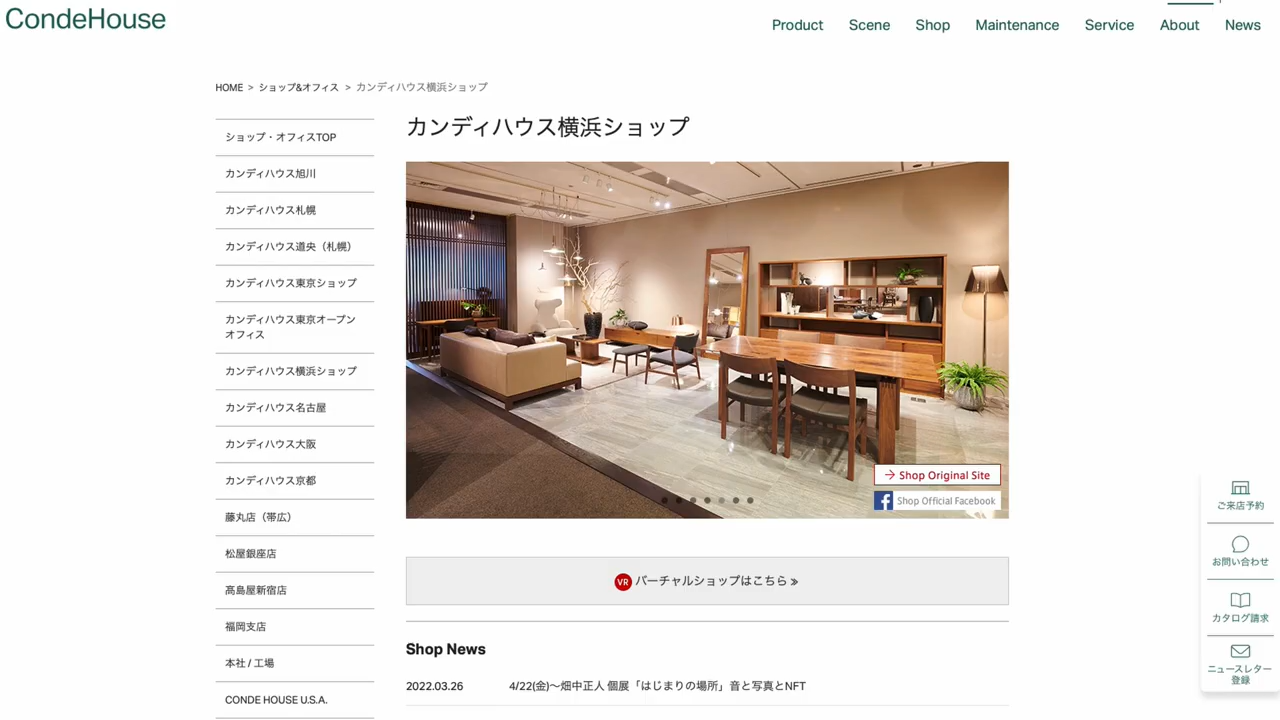 CondeHouse
Product Scene Shop Maintenance Service About News
HOME > ショップ&オフィス > カンディハウス横浜ショップ
ショップ・オフィスTOP
カンディハウス旭川
カンディハウス札幌
カンディハウス道央（札幌）
カンディハウス東京ショップ
カンディハウス東京オープン
オフィス
カンディハウス横浜ショップ
カンディハウス名古屋
カンディハウス大阪
カンディハウス京都
藤丸店（帯広）
松屋銀座店
髙島屋新宿店
福岡支店
本社 / 工場
CONDE HOUSE U.S.A.
カンディハウス横浜ショップ
→ Shop Original Site
f Shop Official Facebook
VR バーチャルショップはこちら »
Shop News
2022.03.26 4/22(金)〜畑中正人 個展「はじまりの場所」音と写真とNFT
ご来店予約
お問い合わせ
カタログ請求
ニュースレター
登録